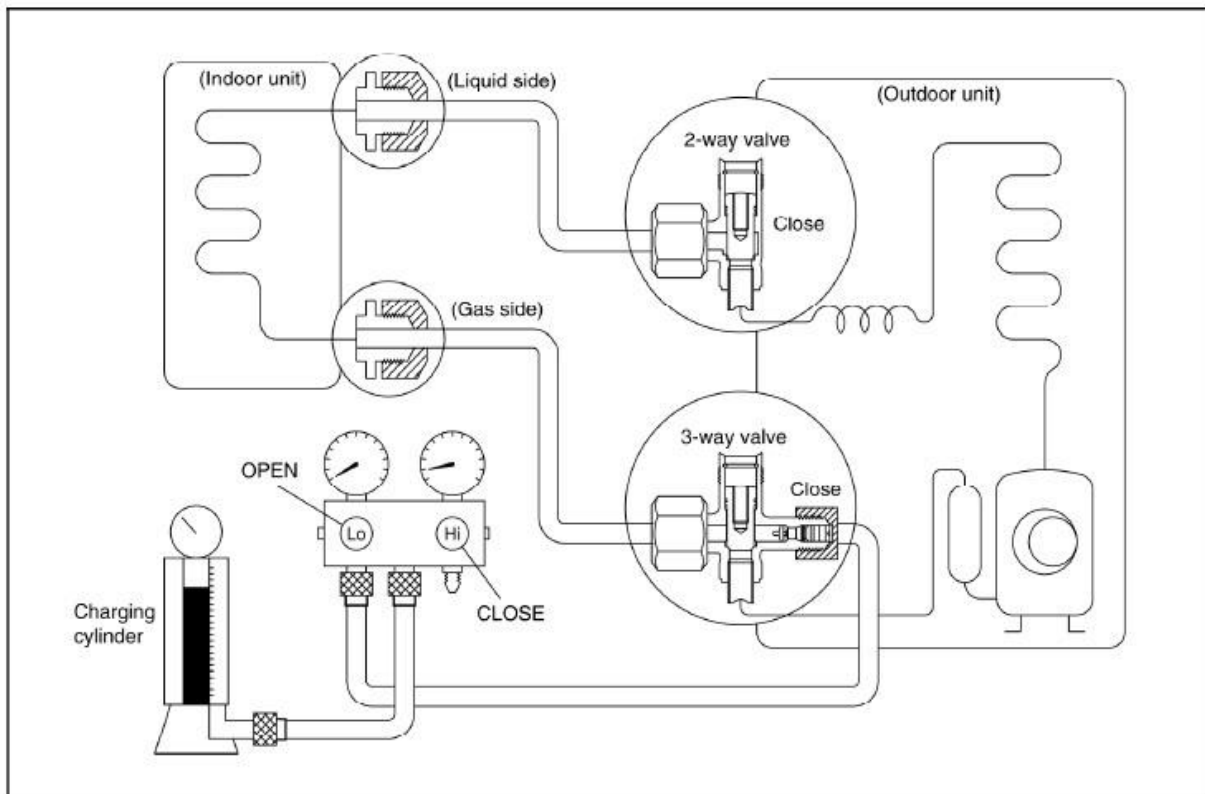 (Indoor unit)
(Liquid side)
(Outdoor unit)
2-way valve
Close
(Gas side)
3-way valve
Close
OPEN
Lo
Hi
CLOSE
Charging
cylinder